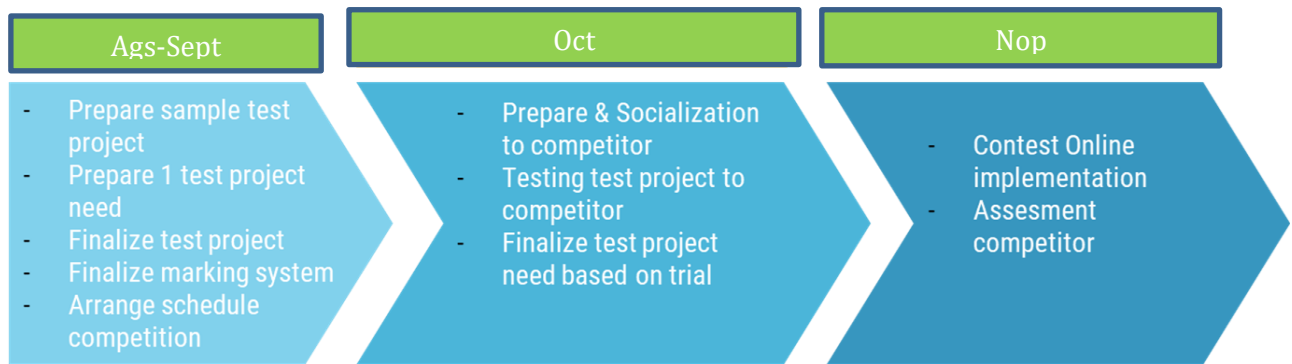 Ags-Sept
- Prepare sample test
project
- Prepare 1 test project
need
- Finalize test project
- Finalize marking system
- Arrange schedule
competition
Oct
- Prepare & Socialization
to competitor
- Testing test project to
competitor
- Finalize test project
need based on trial
Nop
- Contest Online
implementation
- Assesment
competitor